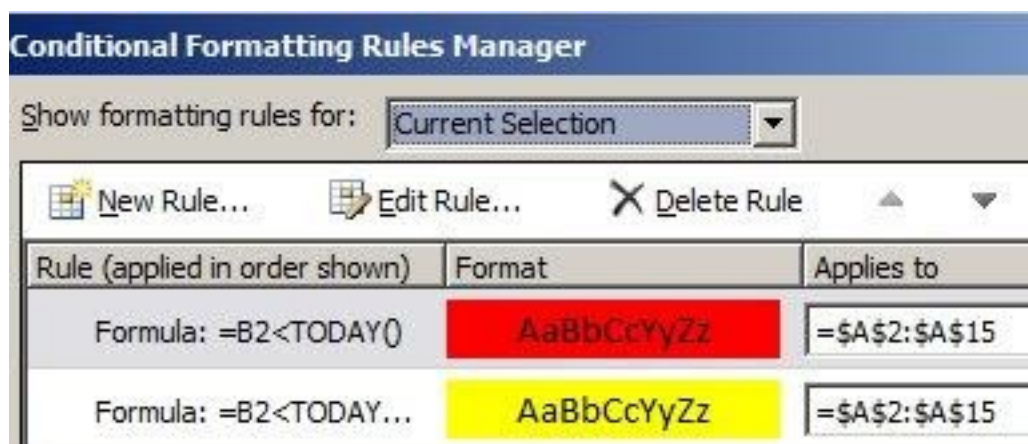 Conditional Formatting Rules Manager
Show formatting rules for: Current Selection
New Rule... Edit Rule... Delete Rule
Rule (applied in order shown) Format Applies to
Formula: =B2<TODAY() AaBbCcYyZz =$A$2:$A$15
Formula: =B2<TODAY... AaBbCcYyZz =$A$2:$A$15